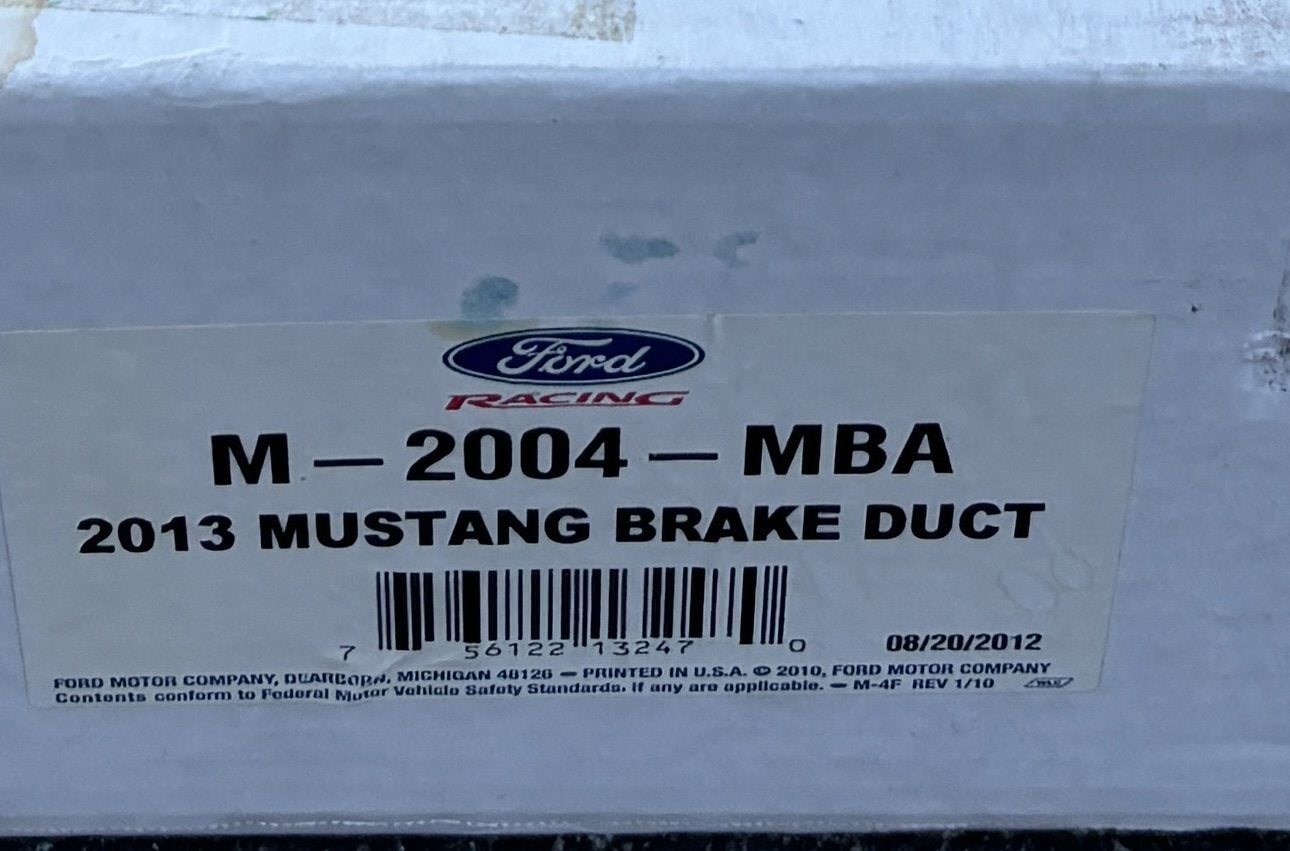 Ford
RACING
M-2004-MBA
2013 MUSTANG BRAKE DUCT
7 56122 13247 0
08/20/2012
FORD MOTOR COMPANY, DEARBORN, MICHIGAN 48126 — PRINTED IN U.S.A. © 2010, FORD MOTOR COMPANY
Contents conform to Federal Motor Vehicle Safety Standards, if any are applicable. — M-4F REV 1/10